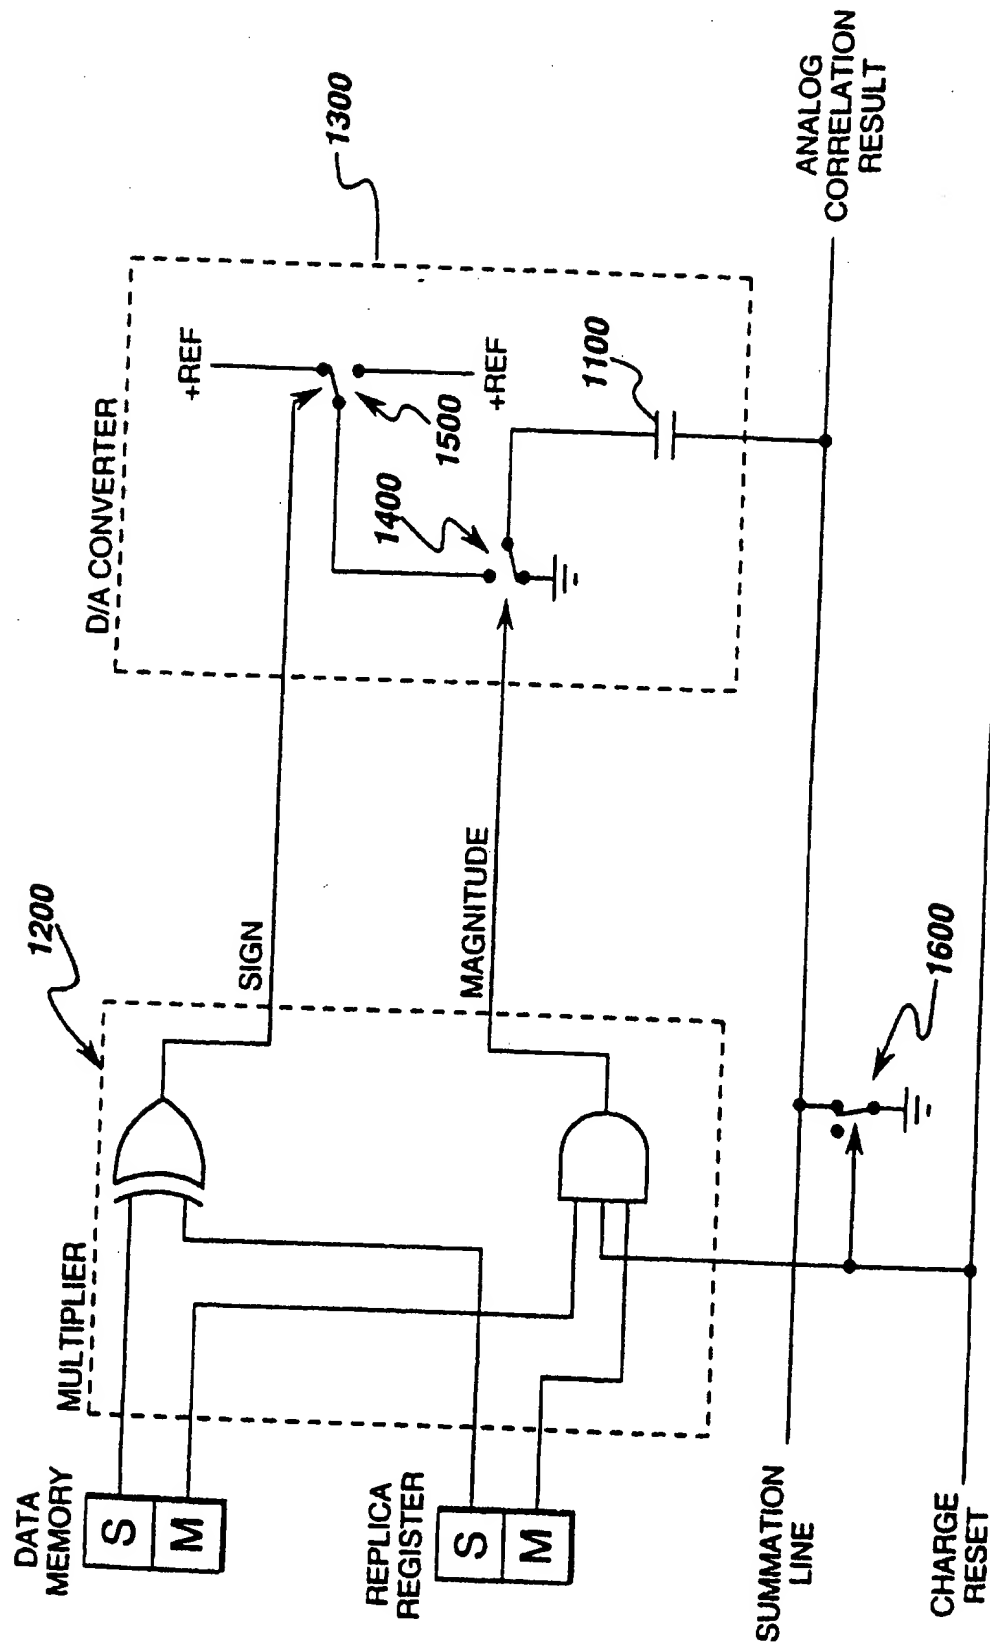 DATA
MEMORY
S
M
REPLICA
REGISTER
S
M
SUMMATION
LINE
CHARGE
RESET
MULTIPLIER
1200
SIGN
MAGNITUDE
1600
D/A CONVERTER
+REF
1500
+REF
1400
1100
1300
ANALOG
CORRELATION
RESULT